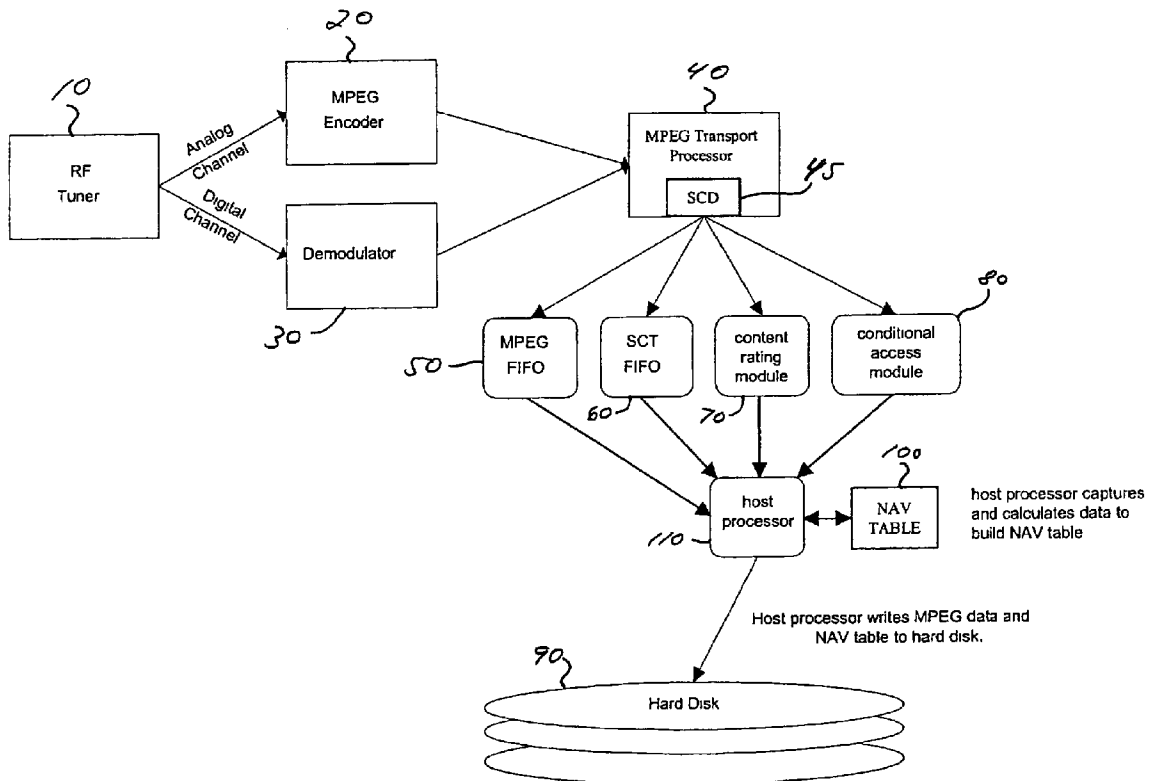 20
10
MPEG
Encoder
RF
Tuner
Analog
Channel
Digital
Channel
Demodulator
30
40
MPEG Transport
Processor
45
SCD
80
50
MPEG
FIFO
SCT
FIFO
60
content
rating
module
70
conditional
access
module
100
host
processor
110
NAV
TABLE
host processor captures
and calculates data to
build NAV table
Host processor writes MPEG data and
NAV table to hard disk.
90
Hard Disk